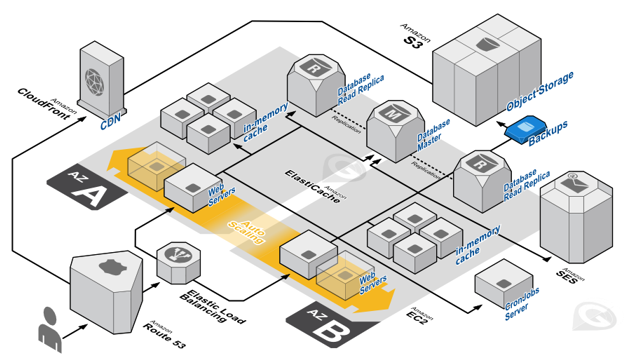 Amazon
S3
Object Storage
Backups
Amazon
CloudFront
CDN
Database
Read Replica
R
in-memory
cache
Replication
M
Database
Master
Replication
R
Database
Read Replica
Amazon
ElastiCache
AZ
A
Web
Servers
Auto
Scaling
in-memory
cache
Web
Servers
AZ
B
Amazon
EC2
Amazon
SES
CronJobs
Server
Elastic Load
Balancing
Amazon
Route 53